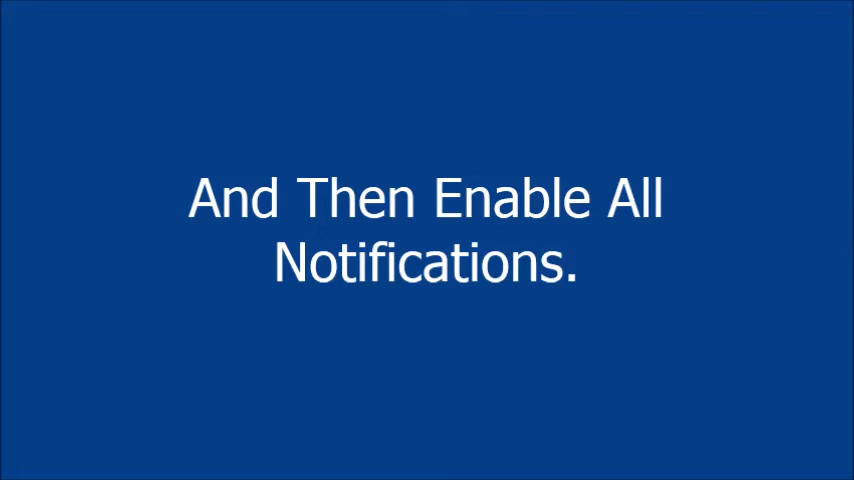 And Then Enable All
Notifications.